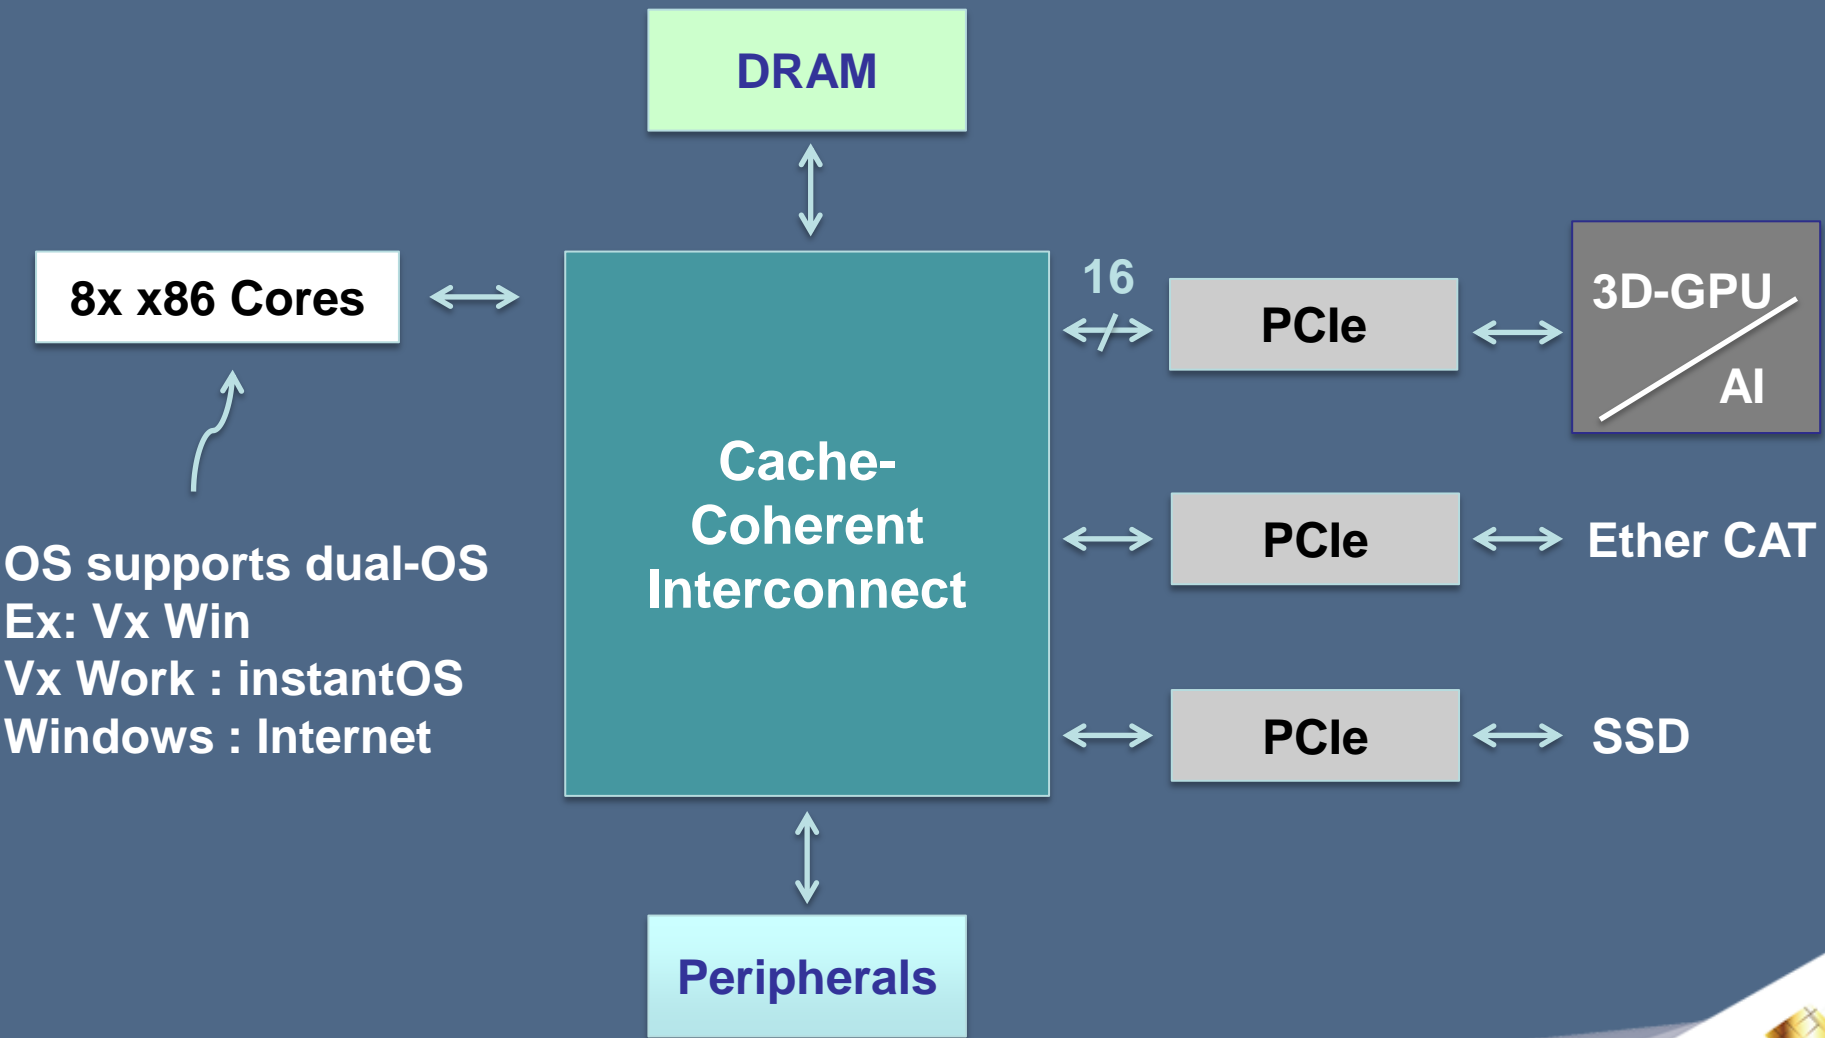 DRAM
8x x86 Cores
16
PCIe
3D-GPU
AI
Cache-
Coherent
Interconnect
PCIe
Ether CAT
OS supports dual-OS
Ex: Vx Win
Vx Work : instantOS
Windows : Internet
PCIe
SSD
Peripherals